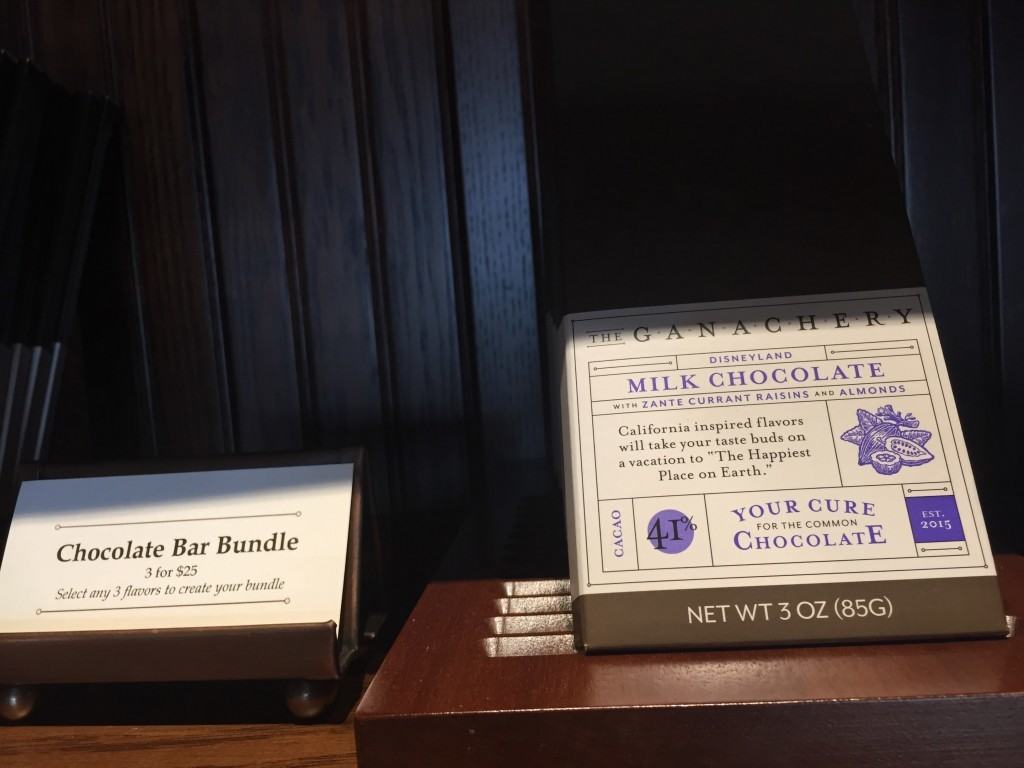 Chocolate Bar Bundle
3 for $25
Select any 3 flavors to create your bundle
THE G·A·N·A·C·H·E·R·Y
DISNEYLAND
MILK CHOCOLATE
WITH ZANTE CURRANT RAISINS AND ALMONDS
California inspired flavors
will take your taste buds on
a vacation to "The Happiest
Place on Earth."
CACAO
41%
YOUR CURE
FOR THE COMMON
CHOCOLATE
EST.
2015
NET WT 3 OZ (85G)